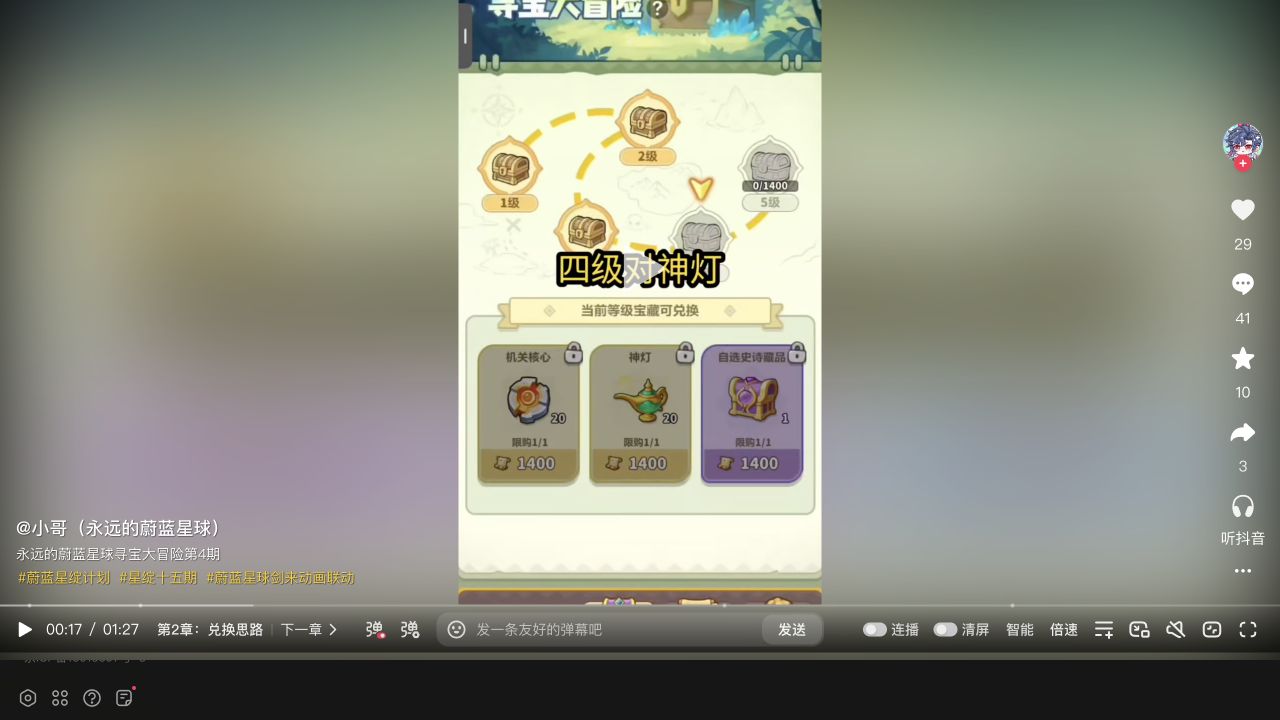 寻宝大冒险 ?
2级
0/1400
1级
5级
四级对神灯
当前等级宝藏可兑换
机关核心
神灯
自选史诗藏品
20
20
1
限购1/1
限购1/1
限购1/1
1400
1400
1400
29
41
10
3
听抖音
@小哥（永远的蔚蓝星球）
永远的蔚蓝星球寻宝大冒险第4期
#蔚蓝星绽计划 #星绽十五期 #蔚蓝星球剑来动画联动
00:17 / 01:27 第2章：兑换思路 下一章 弹 弹 发一条友好的弹幕吧 发送 连播 清屏 智能 倍速